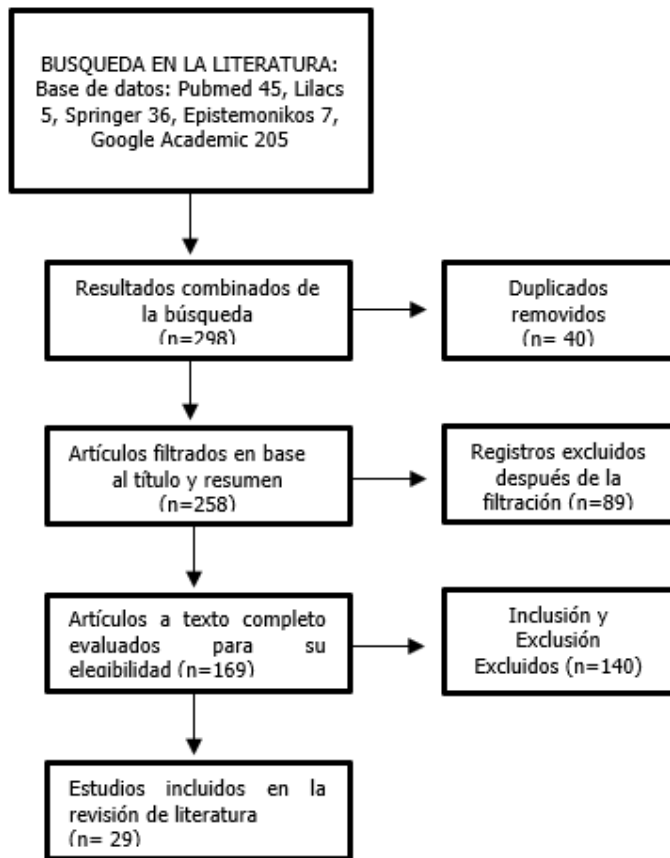 BUSQUEDA EN LA LITERATURA:
Base de datos: Pubmed 45, Lilacs
5, Springer 36, Epistemonikos 7,
Google Academic 205
Resultados combinados de
la búsqueda
(n=298)
Duplicados
removidos
(n= 40)
Artículos filtrados en base
al título y resumen
(n=258)
Registros excluidos
después de la
filtración (n=89)
Artículos a texto completo
evaluados para su
elegibilidad (n=169)
Inclusión y
Exclusión
Excluidos (n=140)
Estudios incluidos en la
revisión de literatura
(n= 29)